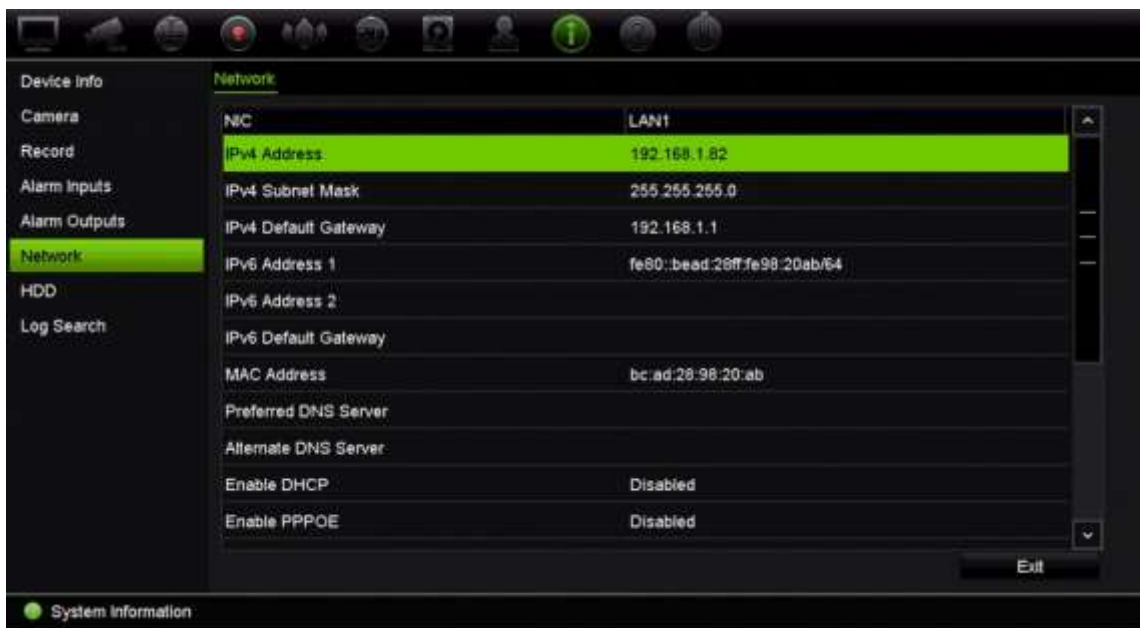 Device Info
Camera
Record
Alarm Inputs
Alarm Outputs
Network
HDD
Log Search
Network
NIC LAN1
IPv4 Address 192.168.1.82
IPv4 Subnet Mask 255.255.255.0
IPv4 Default Gateway 192.168.1.1
IPv6 Address 1 fe80::bead:28ff:fe98:20ab/64
IPv6 Address 2
IPv6 Default Gateway
MAC Address bc:ad:28:98:20:ab
Preferred DNS Server
Alternate DNS Server
Enable DHCP Disabled
Enable PPPOE Disabled
Exit
System Information